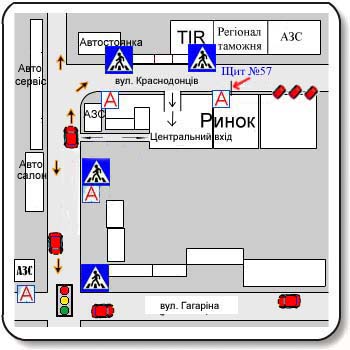 Автостоянка
TIR
Регіонал
таможня
АЗС
Авто
сервіс
вул. Краснодонців
Щит №57
А
А
АЗС
Ринок
Центральний вхід
Авто
салон
А
АЗС
А
вул. Гагаріна